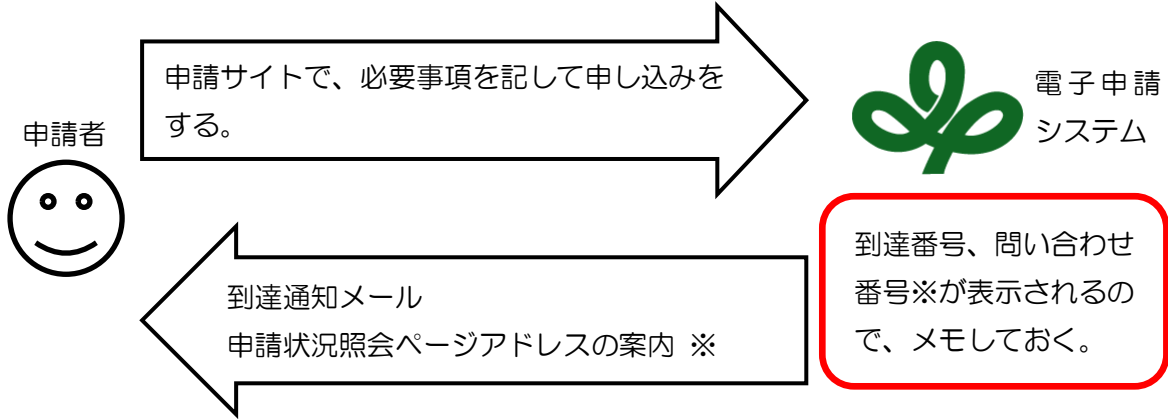 申請サイトで、必要事項を記して申し込みを
する。
申請者
電子申請
システム
到達番号、問い合わせ
番号※が表示されるの
で、メモしておく。
到達通知メール
申請状況照会ページアドレスの案内 ※